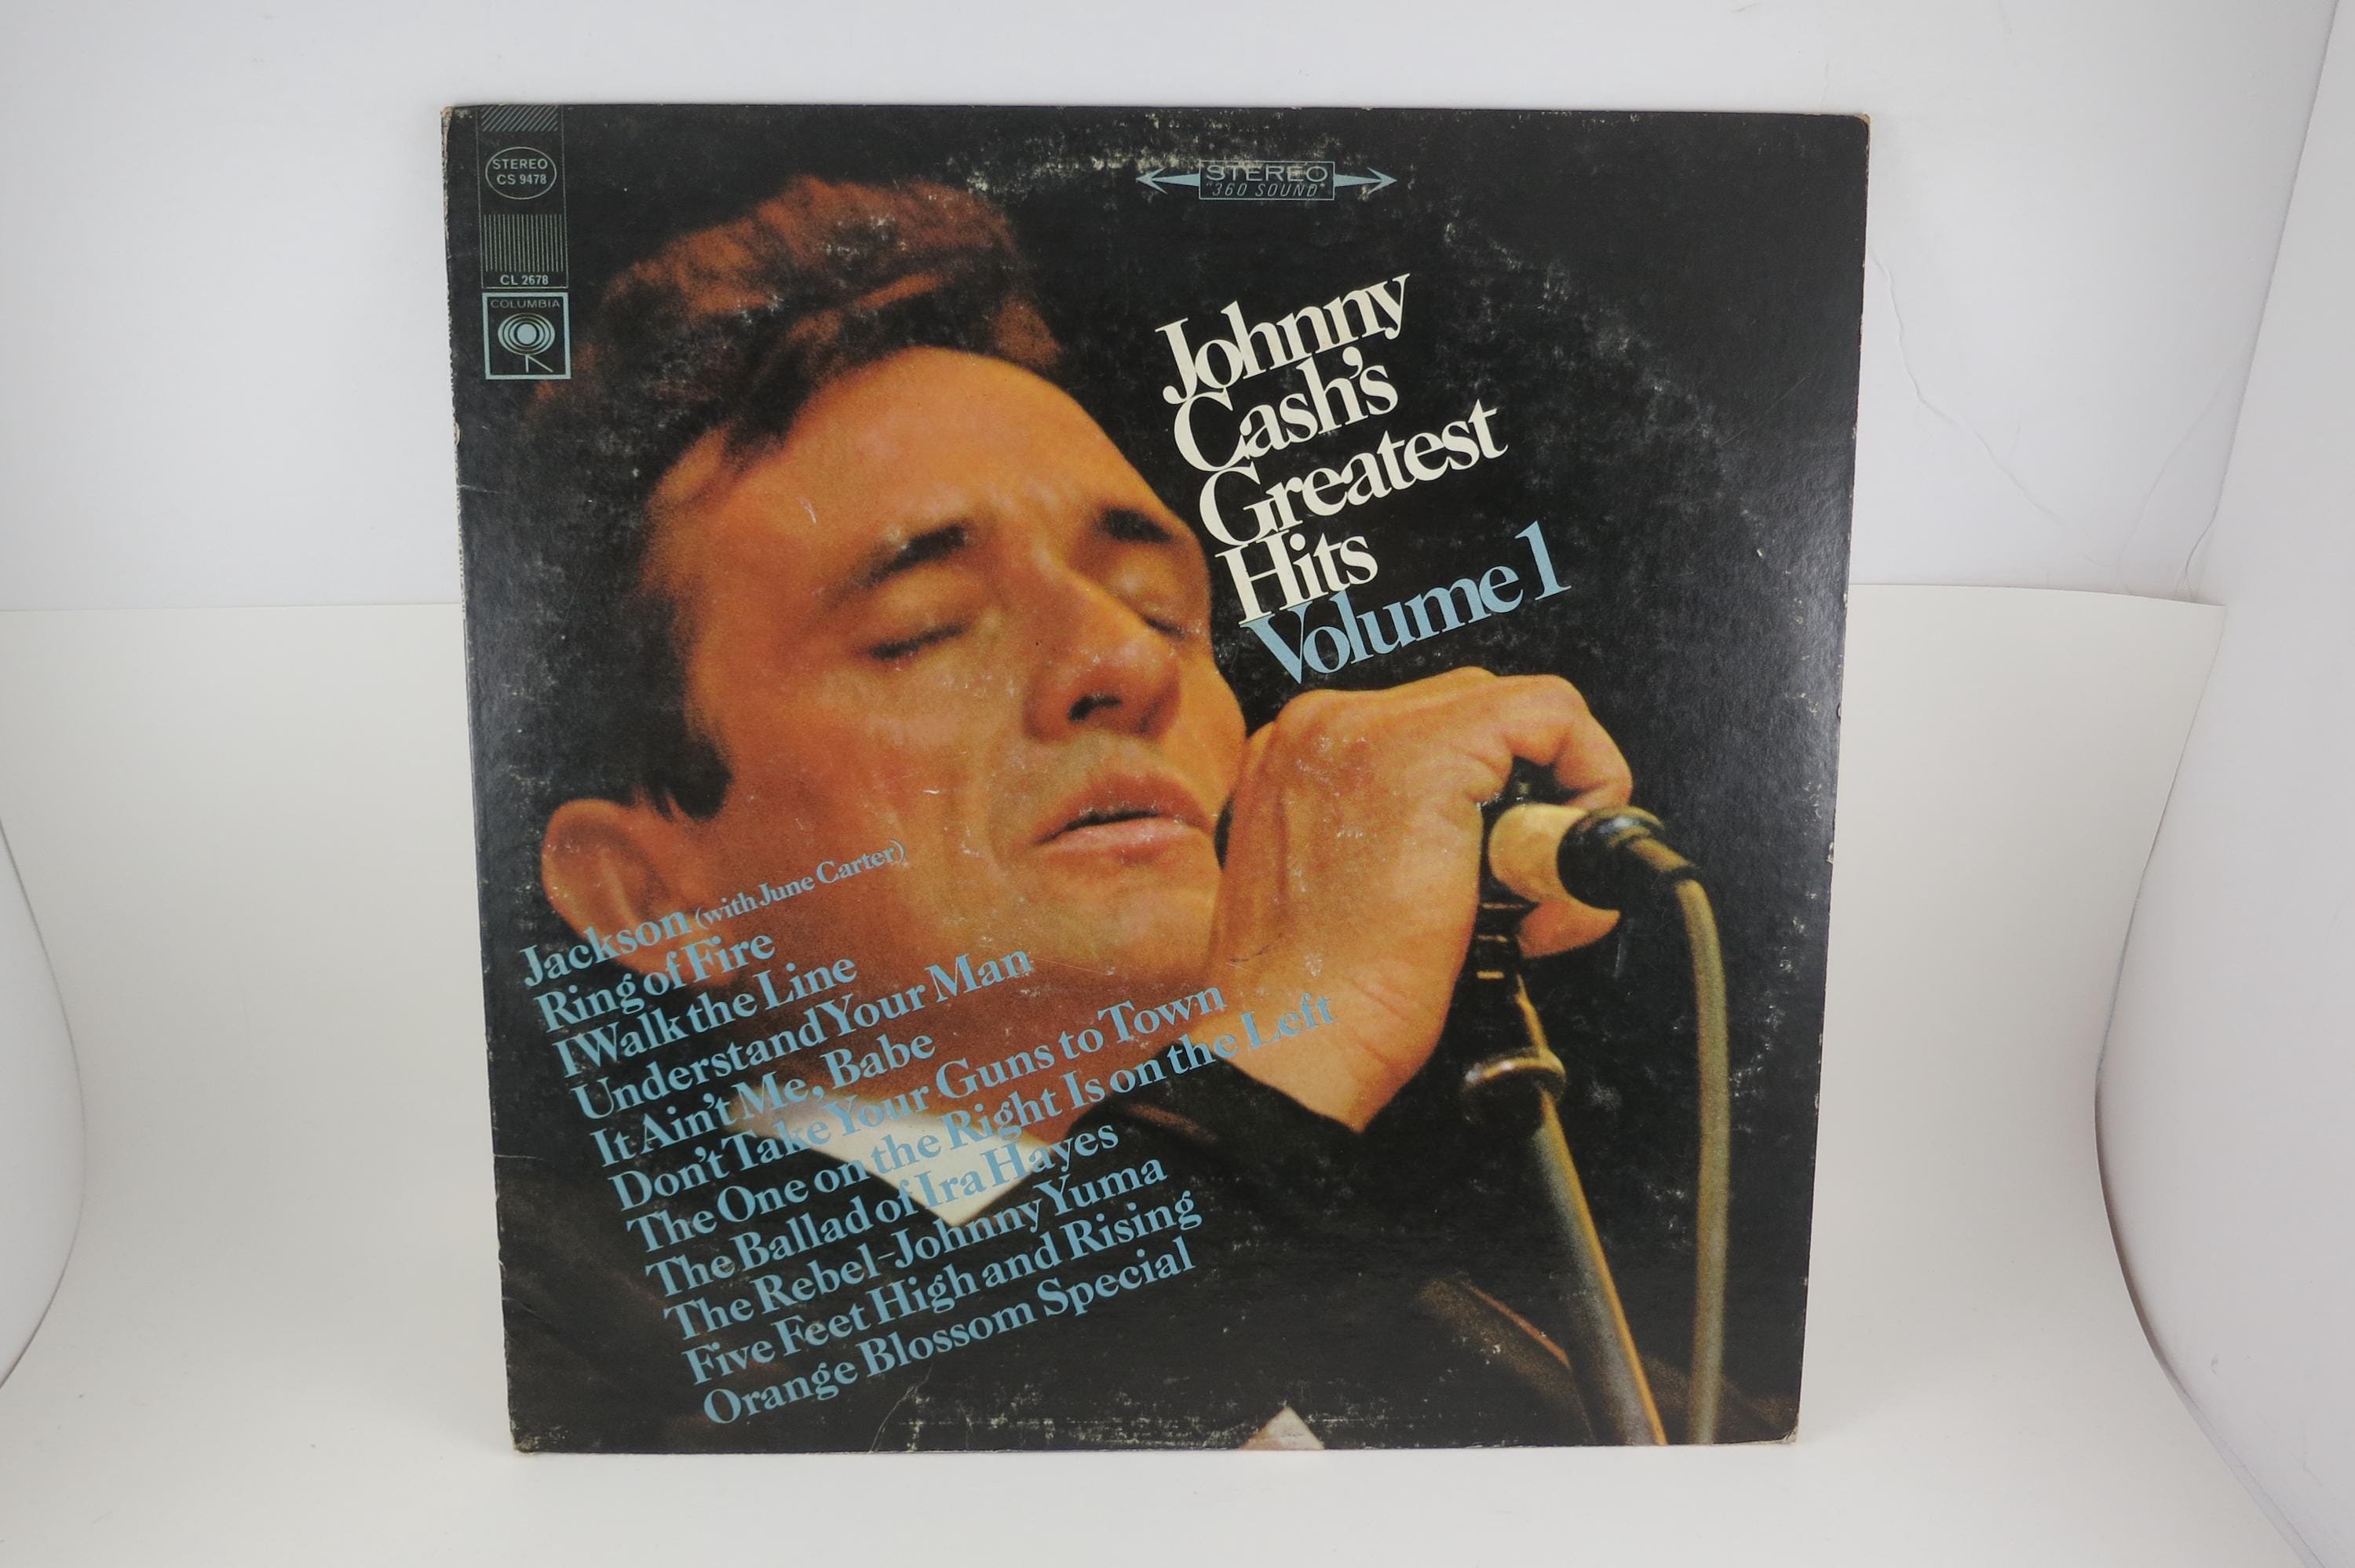 STEREO
CS 9478
CL 2678
COLUMBIA
STEREO
"360 SOUND"
Johnny
Cash's
Greatest
Hits
Volume 1
Jackson (with June Carter)
Ring of Fire
I Walk the Line
Understand Your Man
It Ain't Me, Babe
Don't Take Your Guns to Town
The One on the Right Is on the Left
The Ballad of Ira Hayes
The Rebel–Johnny Yuma
Five Feet High and Rising
Orange Blossom Special